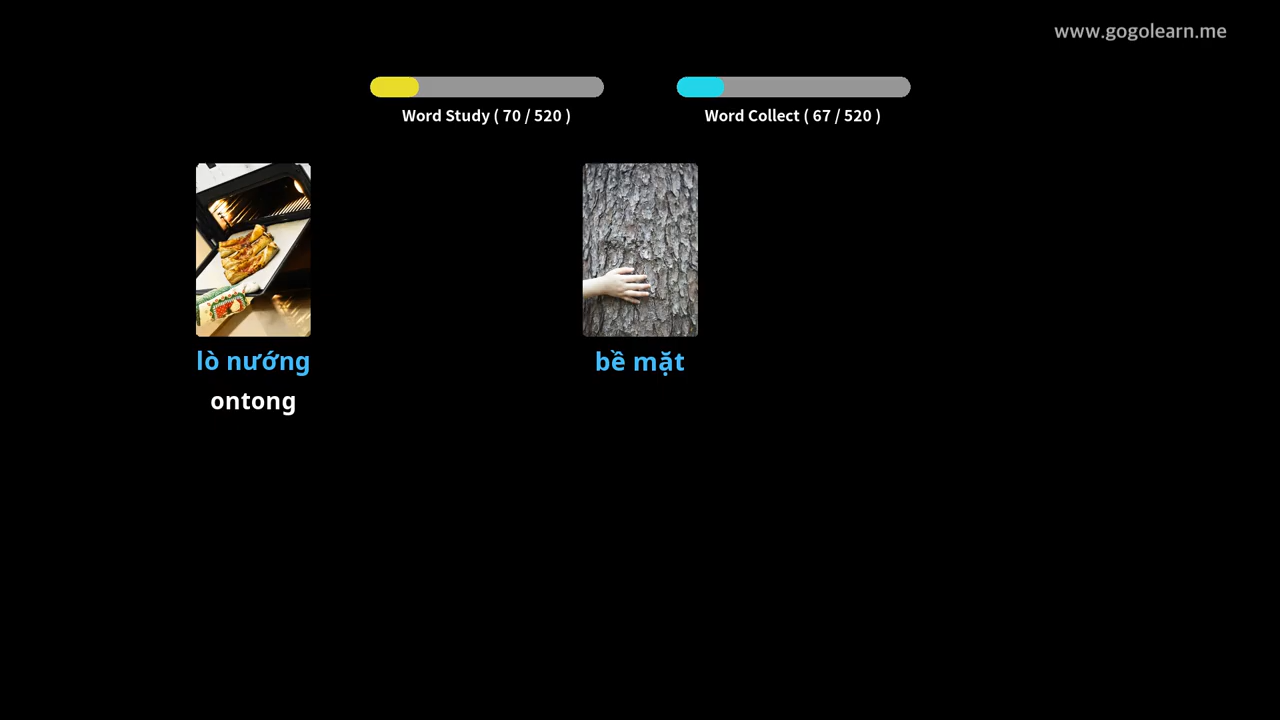 www.gogolearn.me
Word Study ( 70 / 520 )
Word Collect ( 67 / 520 )
lò nướng
ontong
bề mặt